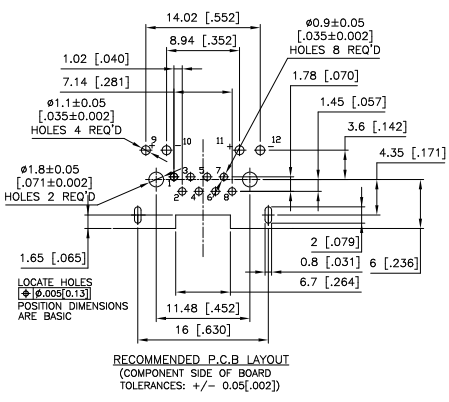 14.02 [.552]
ø0.9±0.05
[.035±0.002]
HOLES 8 REQ'D
8.94 [.352]
1.02 [.040]
7.14 [.281]
1.78 [.070]
1.45 [.057]
ø1.1±0.05
[.035±0.002]
HOLES 4 REQ'D
3.6 [.142]
4.35 [.171]
9
+
-
10
11
+
-
12
ø1.8±0.05
[.071±0.002]
HOLES 2 REQ'D
1 3 5 7
2 4 6 8
1.65 [.065]
2 [.079]
0.8 [.031]
6 [.236]
6.7 [.264]
LOCATE HOLES
⌖ ø.005[0.13]
POSITION DIMENSIONS
ARE BASIC
11.48 [.452]
16 [.630]
RECOMMENDED P.C.B LAYOUT
(COMPONENT SIDE OF BOARD
TOLERANCES: +/- 0.05[.002])